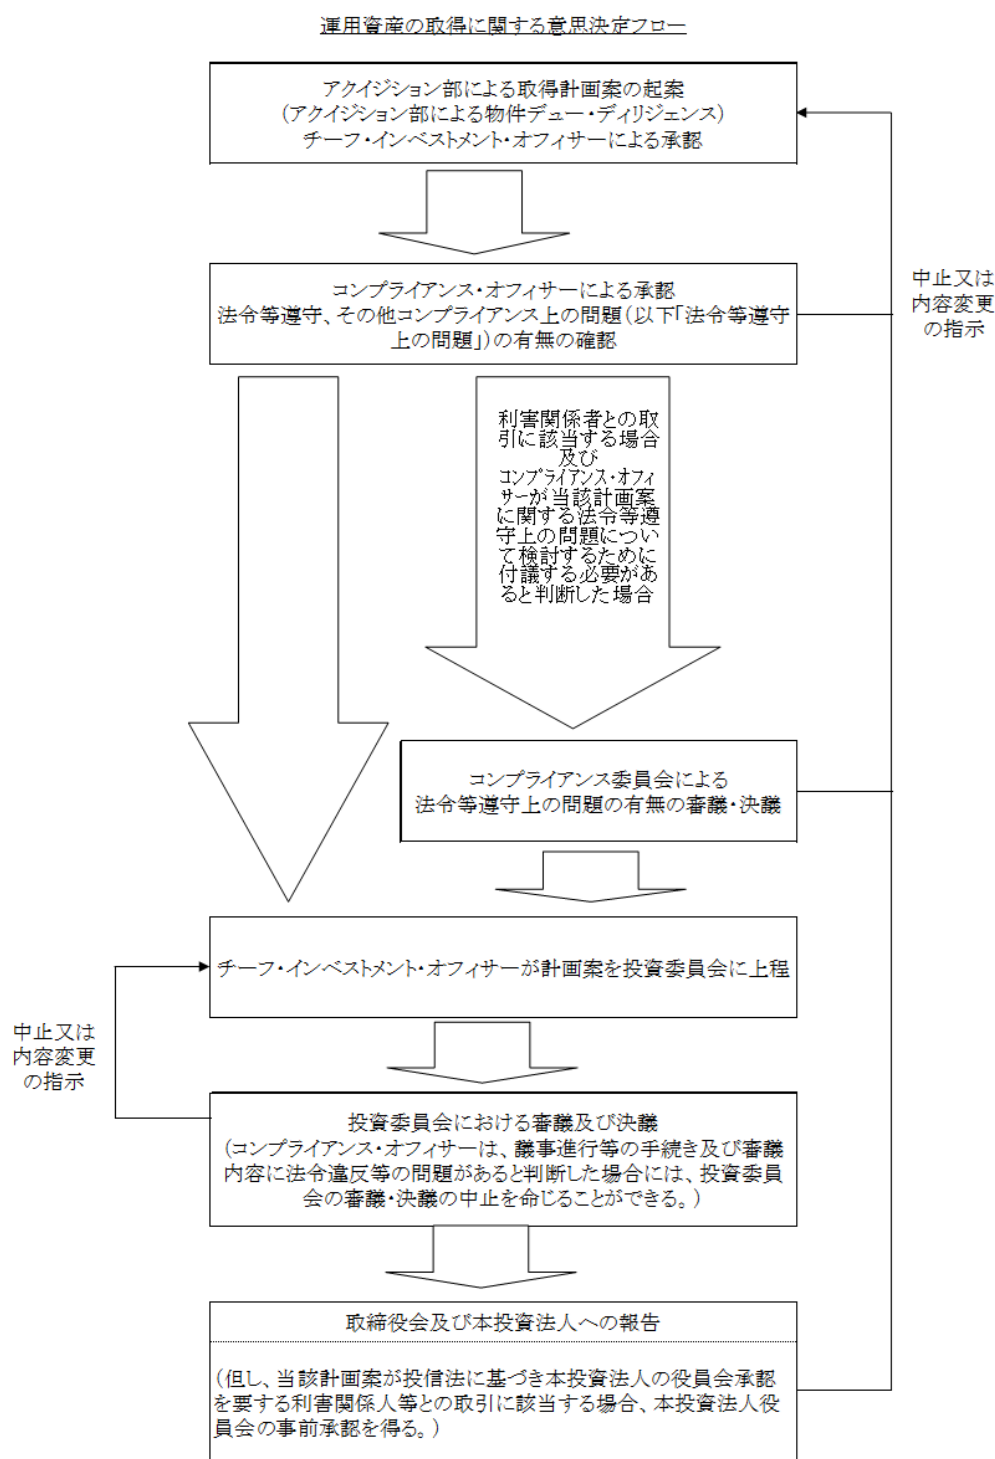 運用資産の取得に関する意思決定フロー
アクイジション部による取得計画案の起案
（アクイジション部による物件デュー・ディリジェンス）
チーフ・インベストメント・オフィサーによる承認
コンプライアンス・オフィサーによる承認
法令等遵守、その他コンプライアンス上の問題（以下「法令等遵守
上の問題」）の有無の確認
中止又は
内容変更
の指示
利害関係者との取
引に該当する場合
及び
コンプライアンス・オフィ
サーが当該計画案
に関する法令等遵
守上の問題につい
て検討するために
付議する必要があ
ると判断した場合
コンプライアンス委員会による
法令等遵守上の問題の有無の審議・決議
チーフ・インベストメント・オフィサーが計画案を投資委員会に上程
中止又は
内容変更
の指示
投資委員会における審議及び決議
（コンプライアンス・オフィサーは、議事進行等の手続き及び審議
内容に法令違反等の問題があると判断した場合には、投資委員
会の審議・決議の中止を命じることができる。）
取締役会及び本投資法人への報告
（但し、当該計画案が投信法に基づき本投資法人の役員会承認
を要する利害関係人等との取引に該当する場合、本投資法人役
員会の事前承認を得る。）